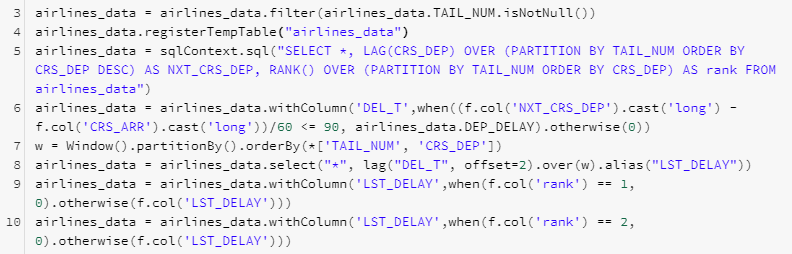 3 airlines_data = airlines_data.filter(airlines_data.TAIL_NUM.isNotNull())
4 airlines_data.registerTempTable("airlines_data")
5 airlines_data = sqlContext.sql("SELECT *, LAG(CRS_DEP) OVER (PARTITION BY TAIL_NUM ORDER BY
CRS_DEP DESC) AS NXT_CRS_DEP, RANK() OVER (PARTITION BY TAIL_NUM ORDER BY CRS_DEP) AS rank FROM
airlines_data")
6 airlines_data = airlines_data.withColumn('DEL_T',when((f.col('NXT_CRS_DEP').cast('long') -
f.col('CRS_ARR').cast('long'))/60 <= 90, airlines_data.DEP_DELAY).otherwise(0))
7 w = Window().partitionBy().orderBy(*['TAIL_NUM', 'CRS_DEP'])
8 airlines_data = airlines_data.select("*", lag("DEL_T", offset=2).over(w).alias("LST_DELAY"))
9 airlines_data = airlines_data.withColumn('LST_DELAY',when(f.col('rank') == 1,
0).otherwise(f.col('LST_DELAY')))
10 airlines_data = airlines_data.withColumn('LST_DELAY',when(f.col('rank') == 2,
0).otherwise(f.col('LST_DELAY')))